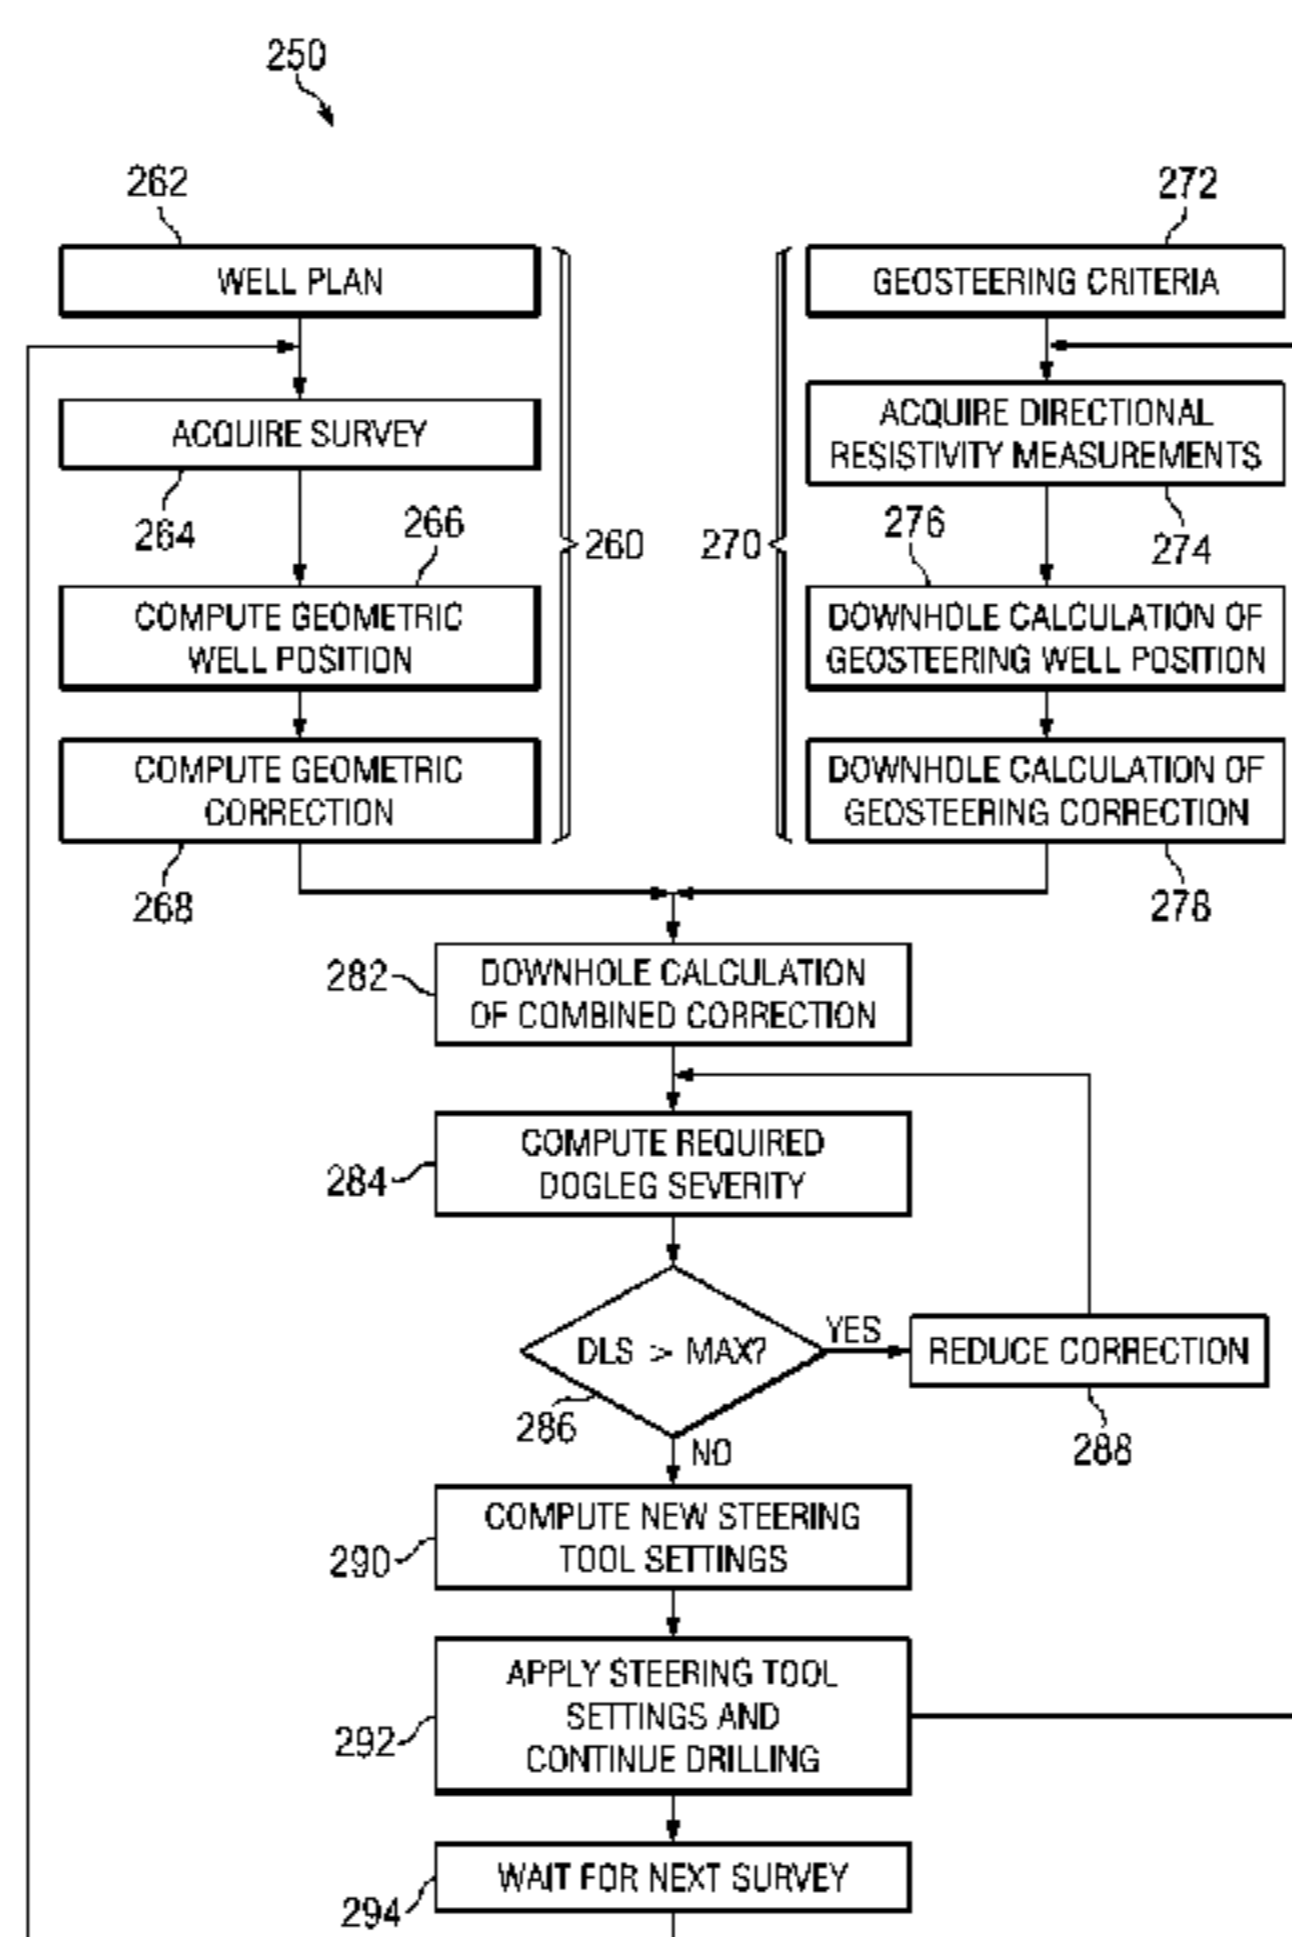 250
262
WELL PLAN
ACQUIRE SURVEY
264
266
COMPUTE GEOMETRIC
WELL POSITION
COMPUTE GEOMETRIC
CORRECTION
268
260
272
GEOSTEERING CRITERIA
ACQUIRE DIRECTIONAL
RESISTIVITY MEASUREMENTS
274
276
270
DOWNHOLE CALCULATION OF
GEOSTEERING WELL POSITION
DOWNHOLE CALCULATION OF
GEOSTEERING CORRECTION
278
282
DOWNHOLE CALCULATION
OF COMBINED CORRECTION
284
COMPUTE REQUIRED
DOGLEG SEVERITY
DLS > MAX?
286
YES
REDUCE CORRECTION
288
NO
290
COMPUTE NEW STEERING
TOOL SETTINGS
292
APPLY STEERING TOOL
SETTINGS AND
CONTINUE DRILLING
294
WAIT FOR NEXT SURVEY